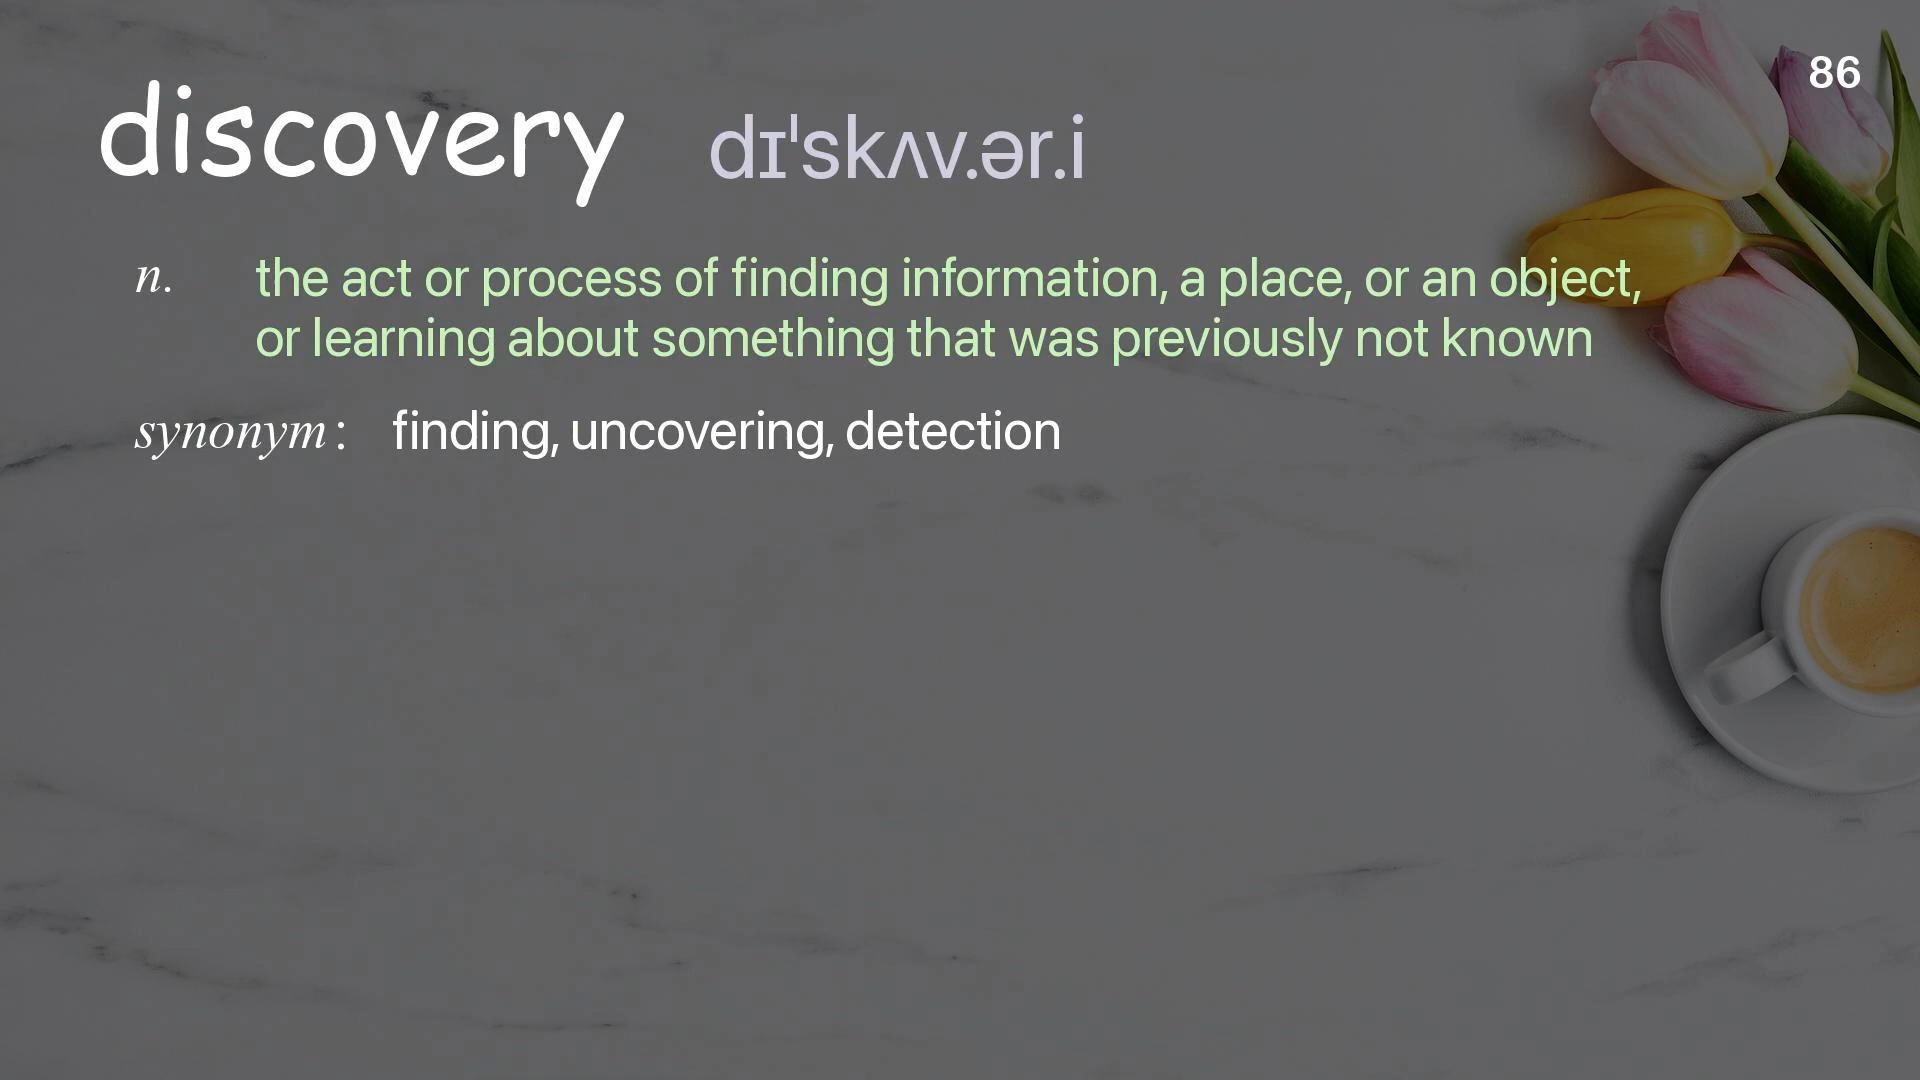 86
discovery dɪˈskʌv.ər.i
n. the act or process of finding information, a place, or an object,
or learning about something that was previously not known
synonym: finding, uncovering, detection